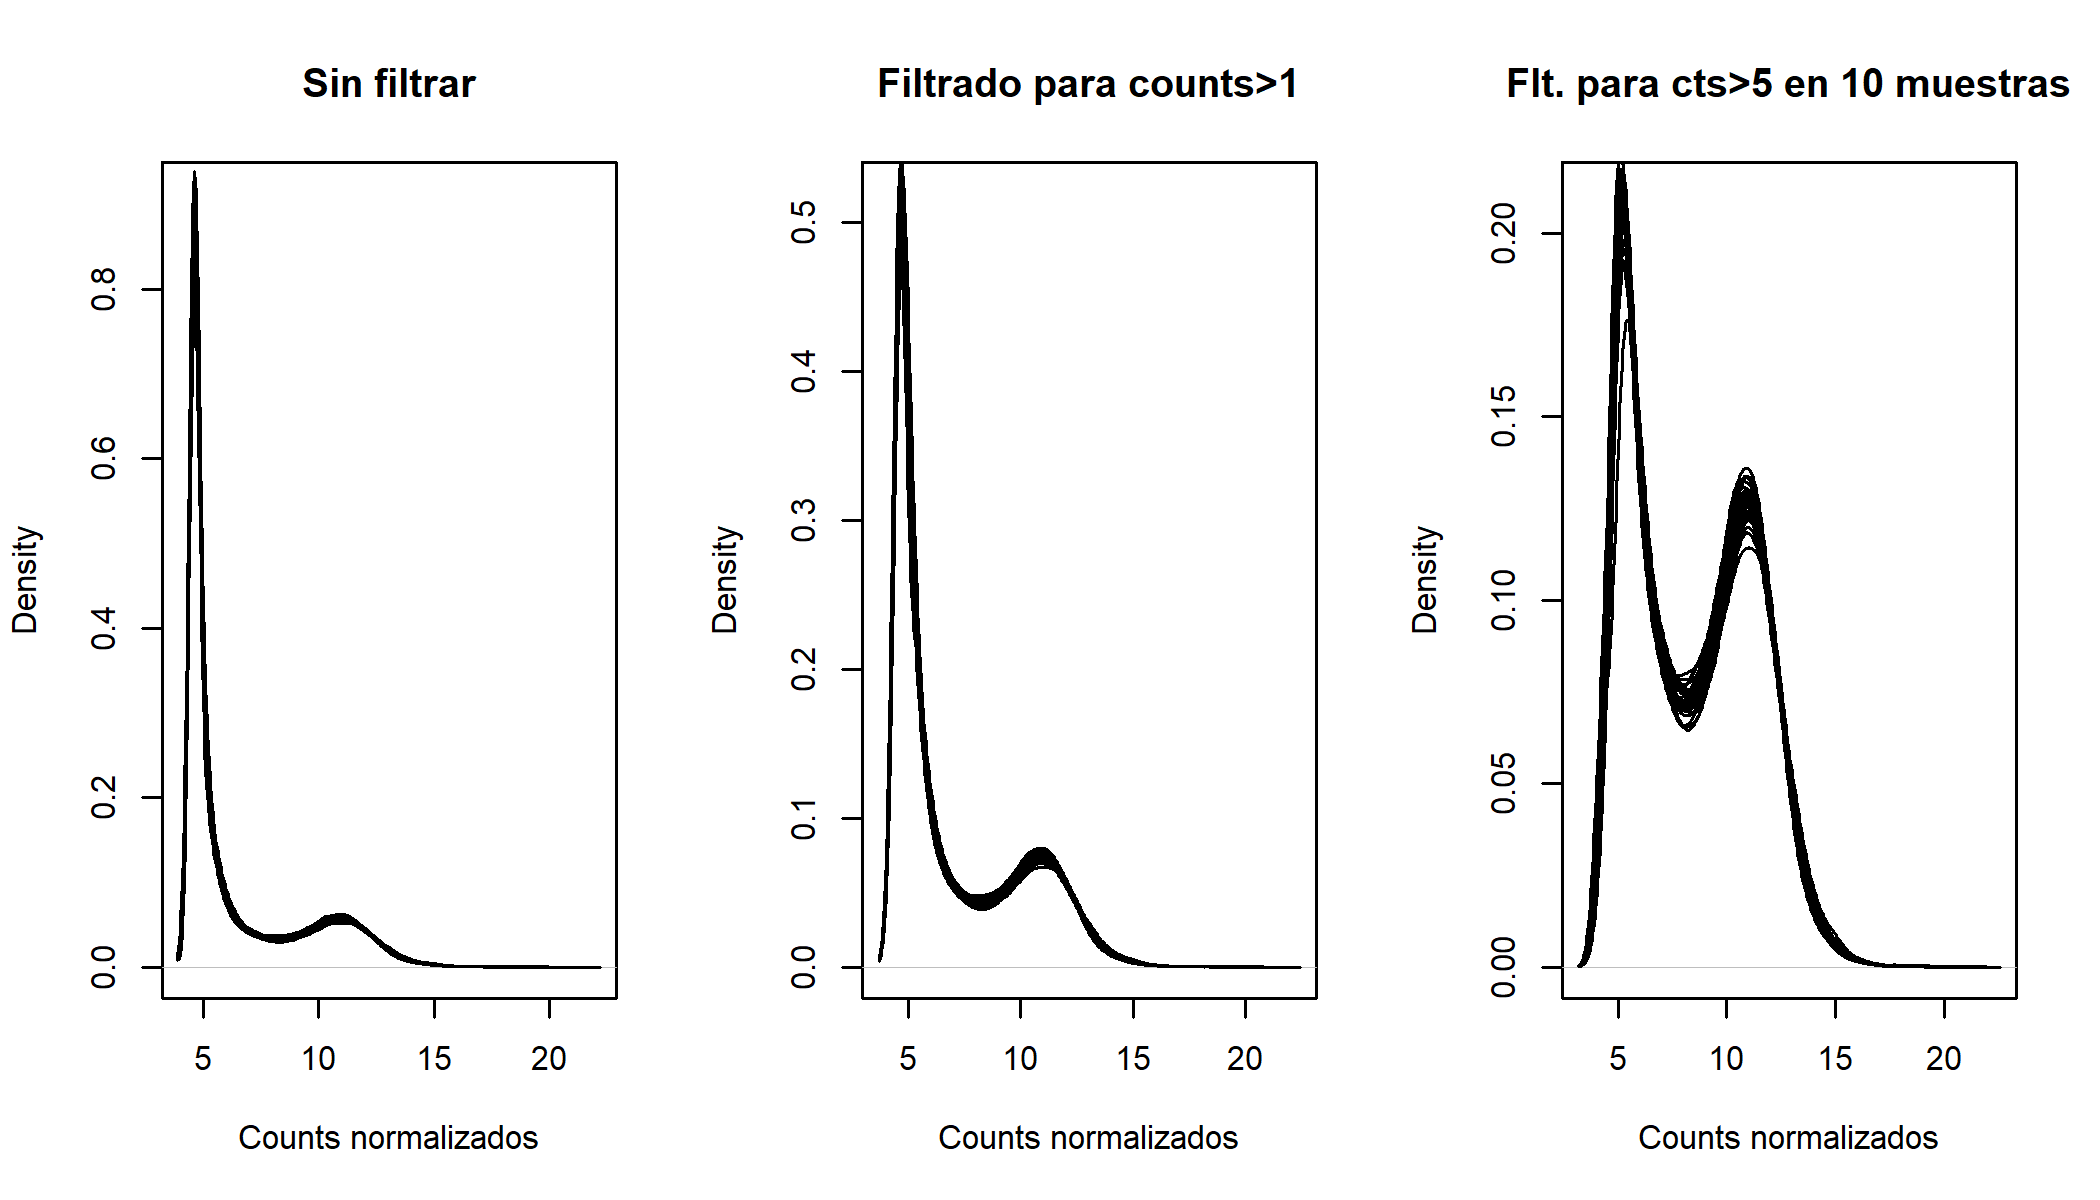 Sin filtrar
Density
0.0
0.2
0.4
0.6
0.8
5 10 15 20
Counts normalizados
Filtrado para counts>1
Density
0.0
0.1
0.2
0.3
0.4
0.5
5 10 15 20
Counts normalizados
Flt. para cts>5 en 10 muestras
Density
0.00
0.05
0.10
0.15
0.20
5 10 15 20
Counts normalizados